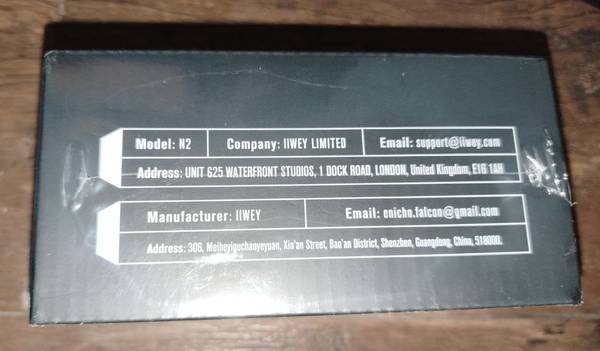 Model: N2 Company: IIWEY LIMITED Email: support@iiwey.com
Address: UNIT G25 WATERFRONT STUDIOS, 1 DOCK ROAD, LONDON, United Kingdom, E16 1AH
Manufacturer: IIWEY Email: enicho.falcon@gmail.com
Address: 306, Meiheyiguchanyeyuan, Xin'an Street, Bao'an District, Shenzhen, Guangdong, China, 518000.